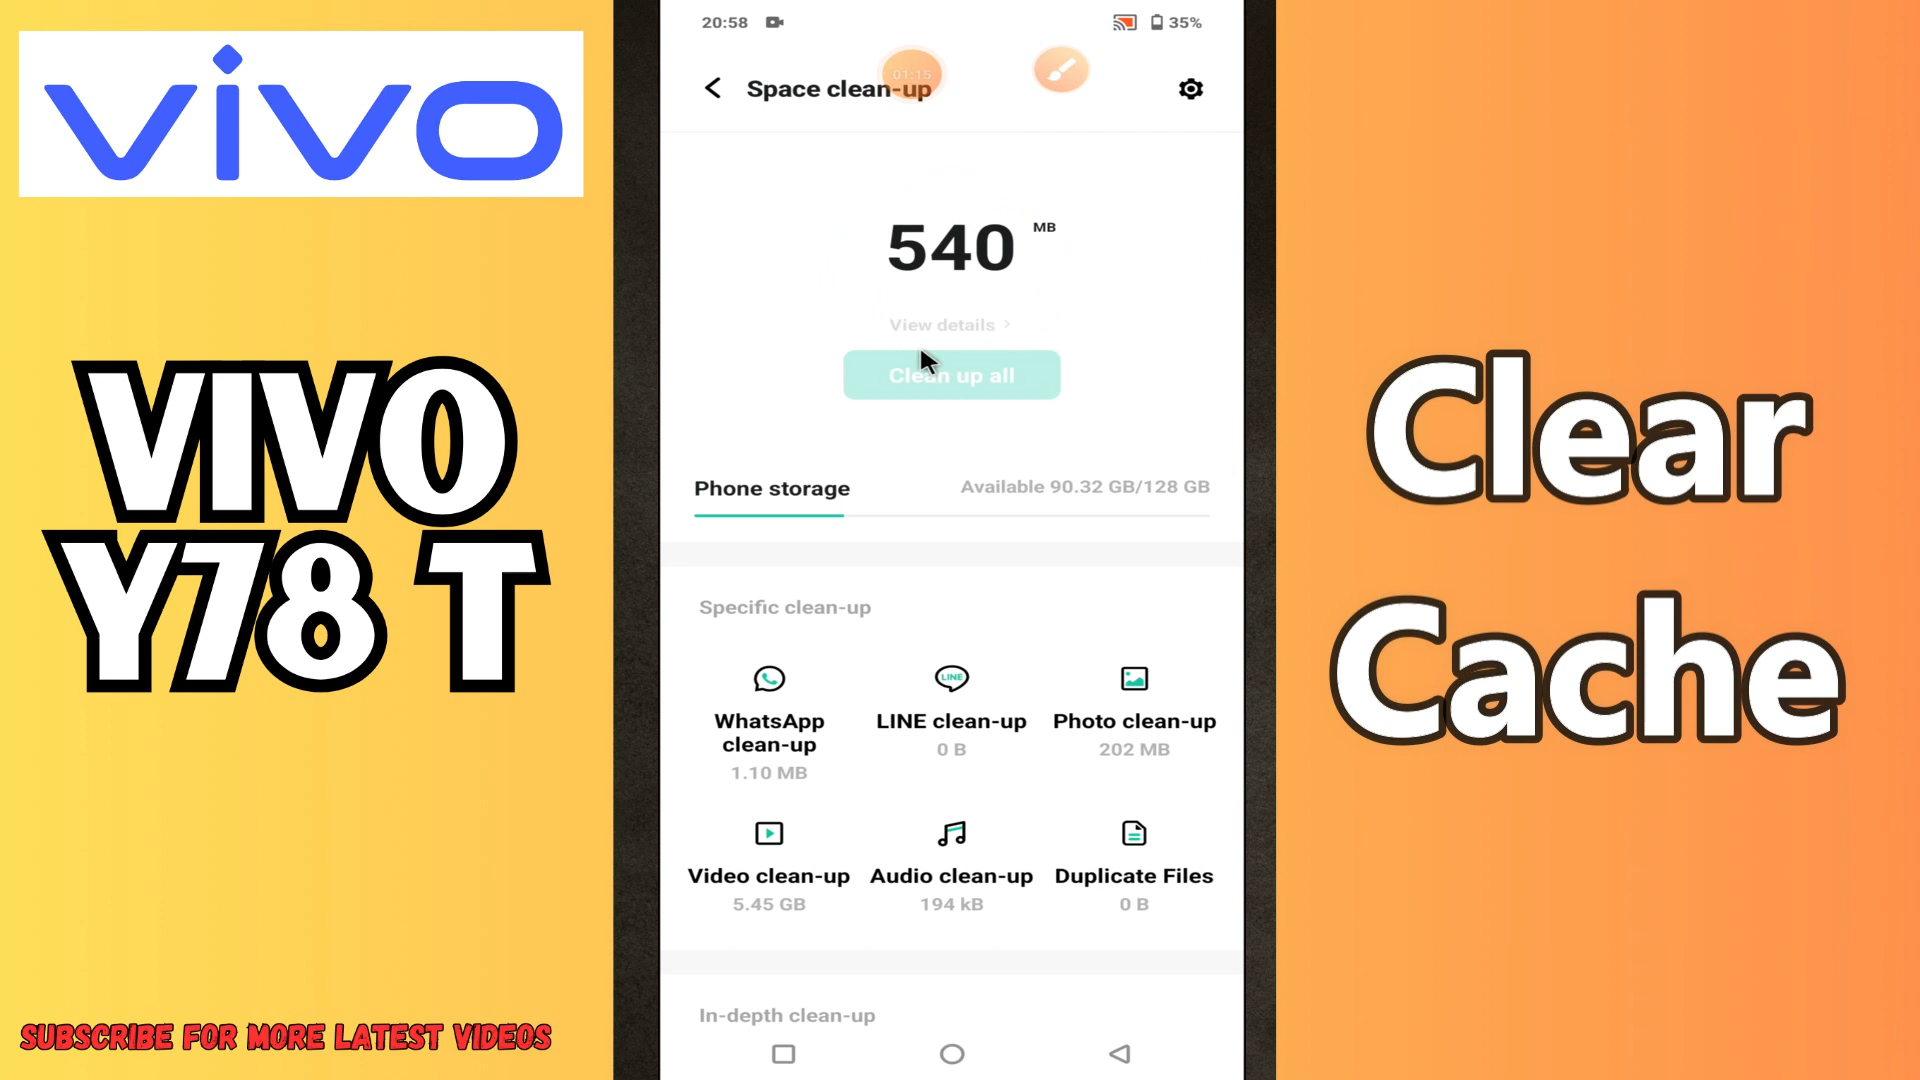 vivo
VIVO
Y78 T
SUBSCRIBE FOR MORE LATEST VIDEOS
20:58
35%
01:15
Space clean-up
540 MB
View details >
Clean up all
Phone storage
Available 90.32 GB/128 GB
Specific clean-up
WhatsApp
clean-up
1.10 MB
LINE
LINE clean-up
0 B
Photo clean-up
202 MB
Video clean-up
5.45 GB
Audio clean-up
194 kB
Duplicate Files
0 B
In-depth clean-up
Clear
Cache